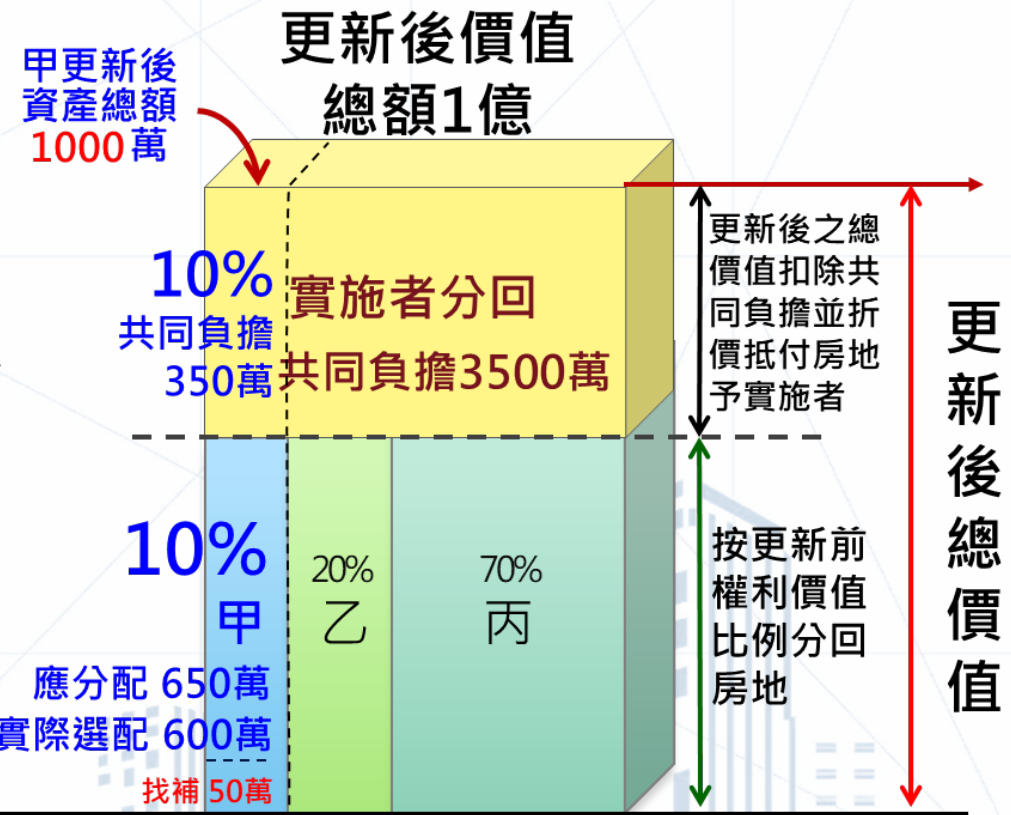 更新後價值
總額1億
甲更新後
資產總額
1000萬
10%
共同負擔
350萬
實施者分回
共同負擔3500萬
更新後之總
價值扣除共
同負擔並折
價抵付房地
予實施者
更新後總價值
10%
甲
應分配 650萬
實際選配 600萬
找補 50萬
20%
乙
70%
丙
按更新前
權利價值
比例分回
房地